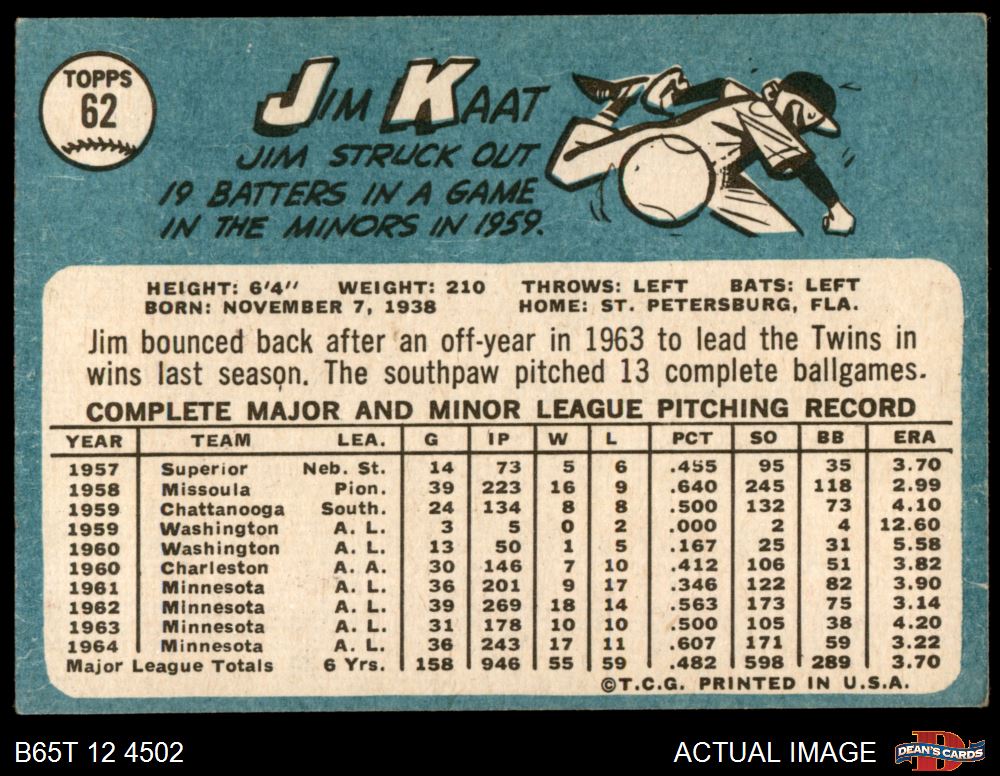 TOPPS
62
JIM KAAT
JIM STRUCK OUT
19 BATTERS IN A GAME
IN THE MINORS IN 1959.
HEIGHT: 6'4" WEIGHT: 210 THROWS: LEFT BATS: LEFT
BORN: NOVEMBER 7, 1938 HOME: ST. PETERSBURG, FLA.
Jim bounced back after an off-year in 1963 to lead the Twins in
wins last season. The southpaw pitched 13 complete ballgames.
COMPLETE MAJOR AND MINOR LEAGUE PITCHING RECORD
YEAR TEAM LEA. G IP W L PCT SO BB ERA
1957 Superior Neb. St. 14 73 5 6 .455 95 35 3.70
1958 Missoula Pion. 39 223 16 9 .640 245 118 2.99
1959 Chattanooga South. 24 134 8 8 .500 132 73 4.10
1959 Washington A. L. 3 5 0 2 .000 2 4 12.60
1960 Washington A. L. 13 50 1 5 .167 25 31 5.58
1960 Charleston A. A. 30 146 7 10 .412 106 51 3.82
1961 Minnesota A. L. 36 201 9 17 .346 122 82 3.90
1962 Minnesota A. L. 39 269 18 14 .563 173 75 3.14
1963 Minnesota A. L. 31 178 10 10 .500 105 38 4.20
1964 Minnesota A. L. 36 243 17 11 .607 171 59 3.22
Major League Totals 6 Yrs. 158 946 55 59 .482 598 289 3.70
©T.C.G. PRINTED IN U.S.A.
B65T 12 4502 ACTUAL IMAGE
D
DEAN'S CARDS